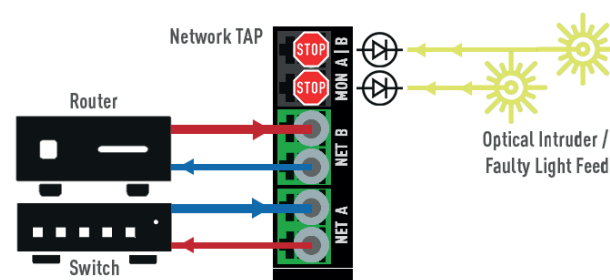 Network TAP
STOP
STOP
MON A | B
Router
NET B
Optical Intruder /
Faulty Light Feed
NET A
Switch